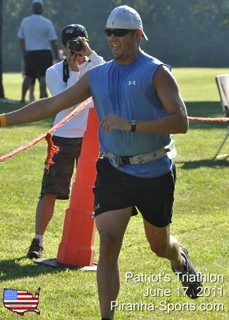 Patriot's Triathlon
June 17, 2011
Piranha-Sports.com